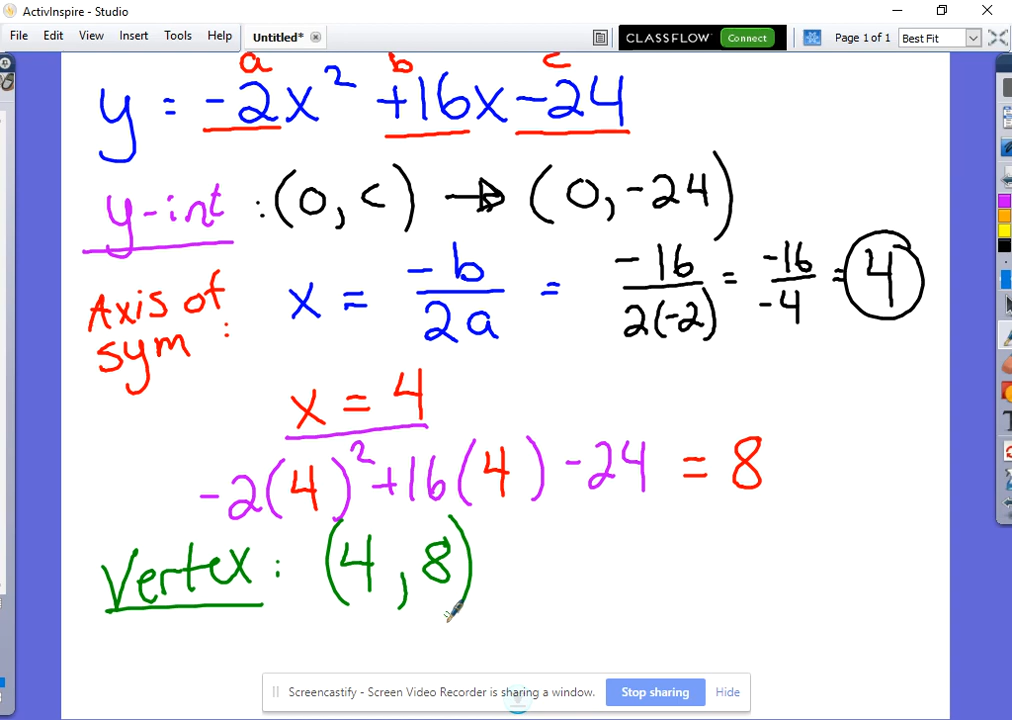 ActivInspire - Studio
File Edit View Insert Tools Help Untitled* CLASSFLOW Connect Page 1 of 1 Best Fit
a b c
y = -2x² +16x -24
y-int : (0, c) → (0, -24)
Axis of sym : x = -b/2a = -16/2(-2) = -16/-4 = 4
x = 4
-2(4)² +16(4) -24 = 8
Vertex : (4, 8)
Screencastify - Screen Video Recorder is sharing a window. Stop sharing Hide